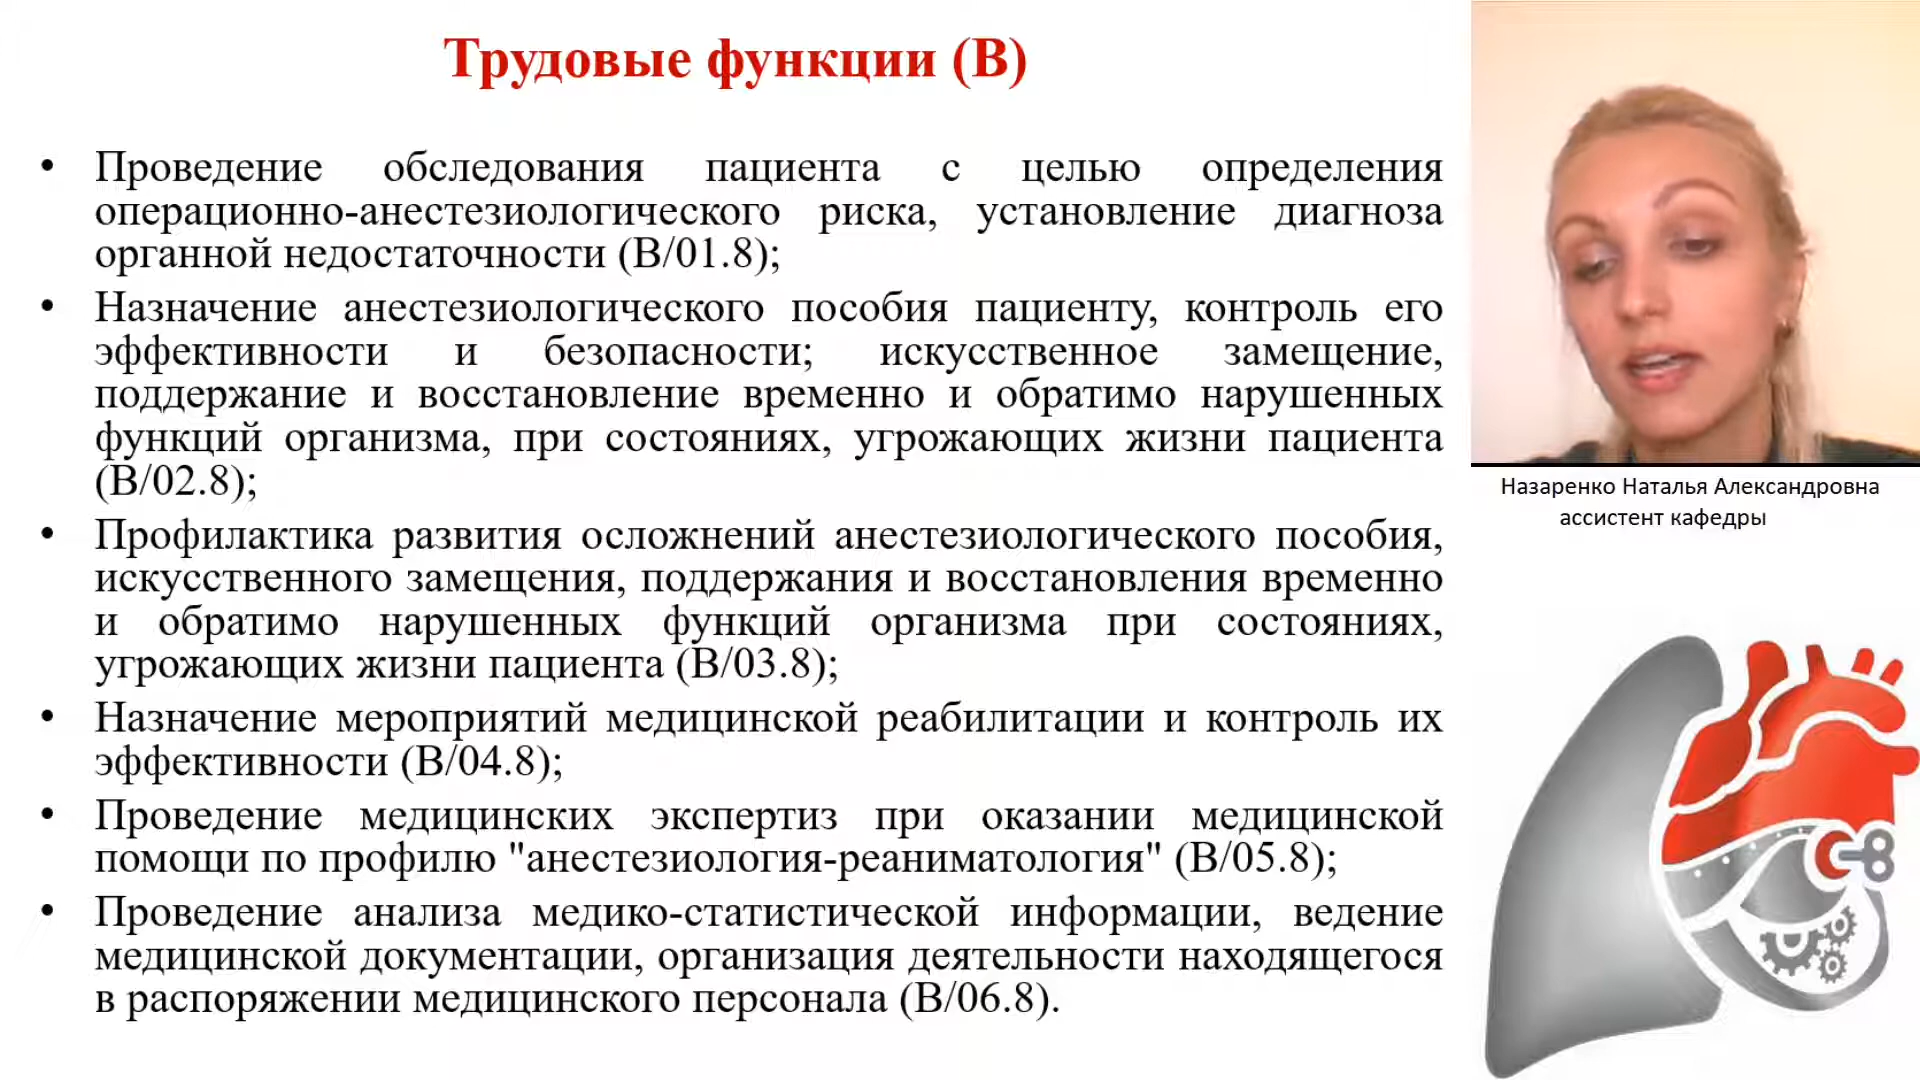 Трудовые функции (В)
• Проведение обследования пациента с целью определения
операционно-анестезиологического риска, установление диагноза
органной недостаточности (В/01.8);
• Назначение анестезиологического пособия пациенту, контроль его
эффективности и безопасности; искусственное замещение,
поддержание и восстановление временно и обратимо нарушенных
функций организма, при состояниях, угрожающих жизни пациента
(В/02.8);
• Профилактика развития осложнений анестезиологического пособия,
искусственного замещения, поддержания и восстановления временно
и обратимо нарушенных функций организма при состояниях,
угрожающих жизни пациента (В/03.8);
• Назначение мероприятий медицинской реабилитации и контроль их
эффективности (В/04.8);
• Проведение медицинских экспертиз при оказании медицинской
помощи по профилю "анестезиология-реаниматология" (В/05.8);
• Проведение анализа медико-статистической информации, ведение
медицинской документации, организация деятельности находящегося
в распоряжении медицинского персонала (В/06.8).
Назаренко Наталья Александровна
ассистент кафедры